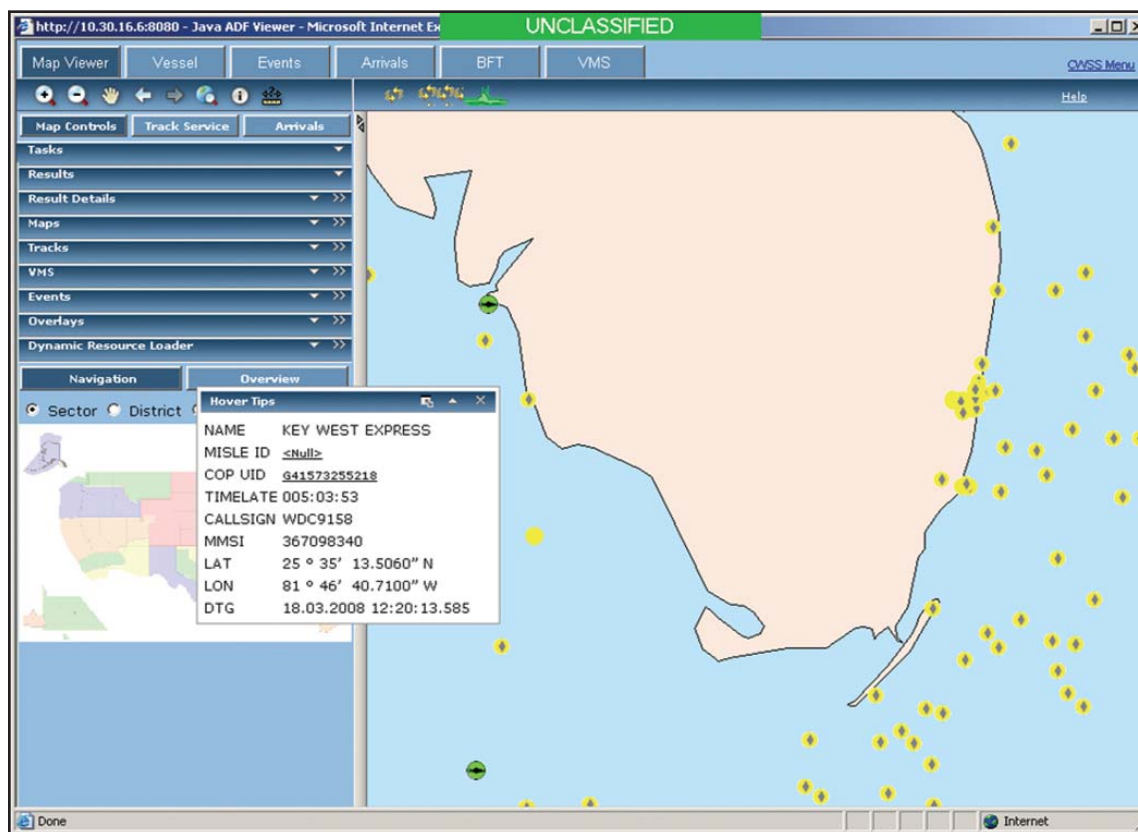 http://10.30.16.6:8080 - Java ADF Viewer - Microsoft Internet Ex
UNCLASSIFIED
Map Viewer Vessel Events Arrivals BFT VMS CWSS Menu
Help
Map Controls Track Service Arrivals
Tasks
Results
Result Details
Maps
Tracks
VMS
Events
Overlays
Dynamic Resource Loader
Navigation Overview
Sector District
Hover Tips
NAME KEY WEST EXPRESS
MISLE ID <Null>
COP UID G41573255218
TIMELATE 005:03:53
CALLSIGN WDC9158
MMSI 367098340
LAT 25 º 35' 13.5060" N
LON 81 º 46' 40.7100" W
DTG 18.03.2008 12:20:13.585
Done Internet